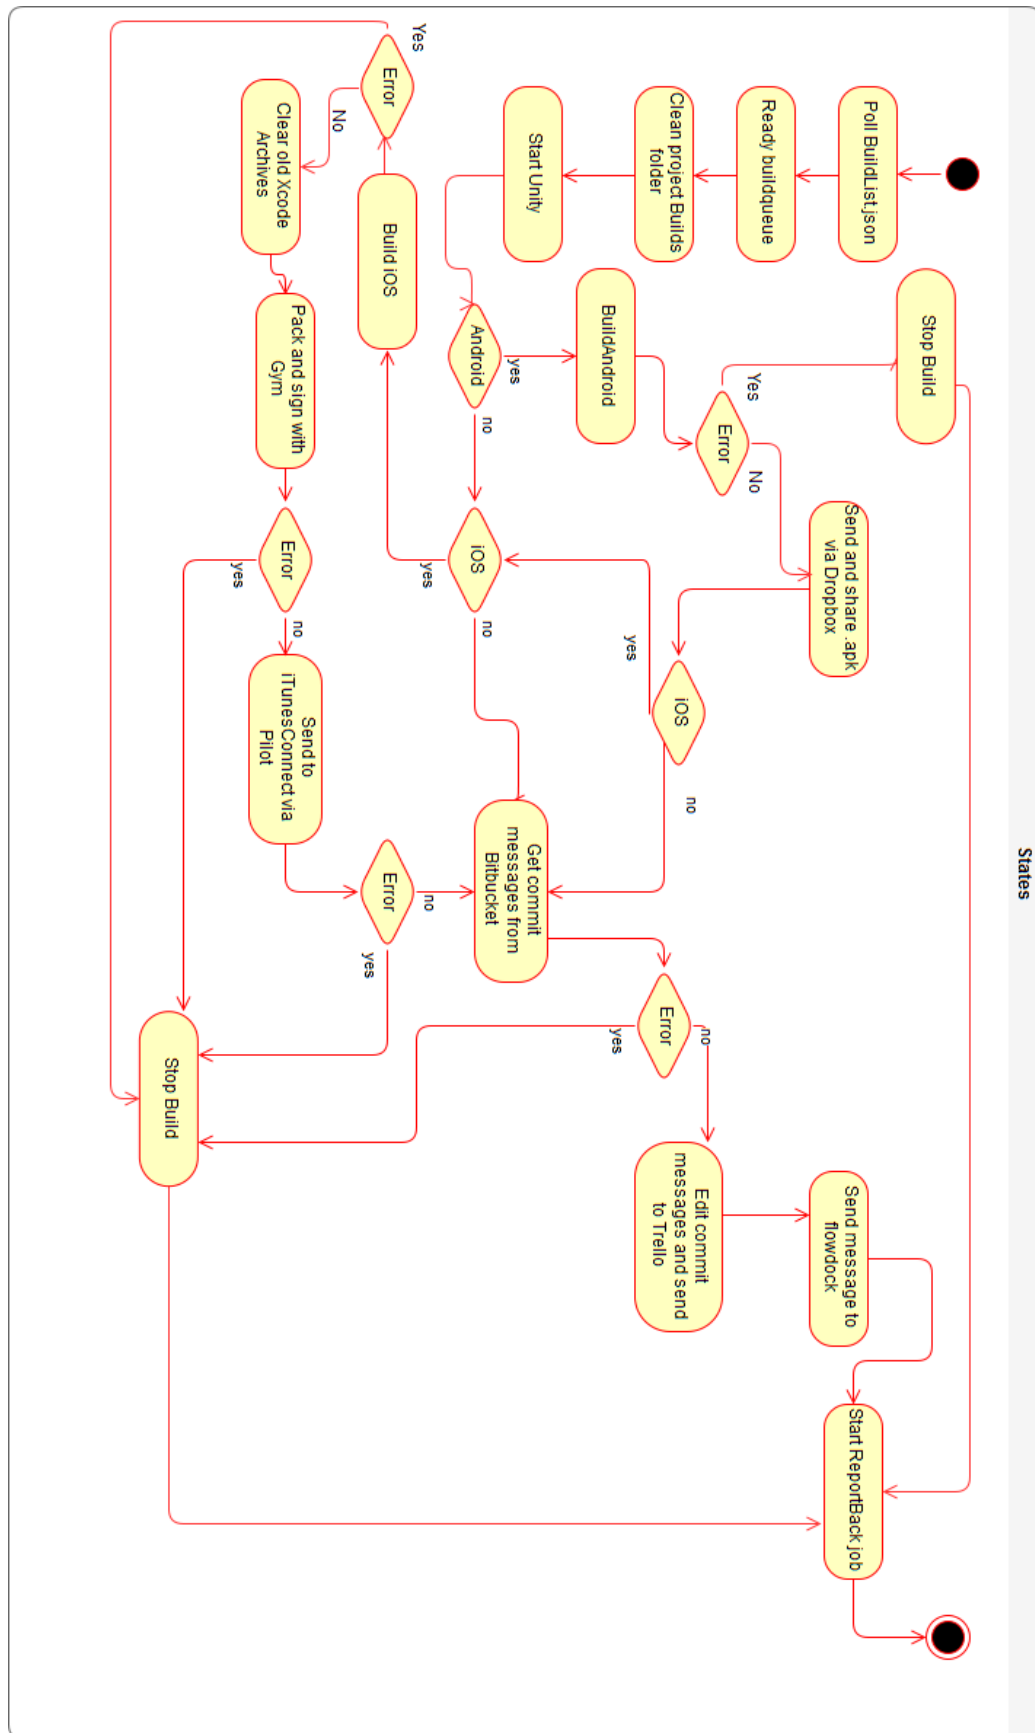 States
Poll BuildList.json
Ready buildqueue
Clean project Builds
folder
Start Unity
Android
yes
no
BuildAndroid
Error
Yes
No
Stop Build
Send and share .apk
via Dropbox
iOS
yes
no
iOS
yes
no
Build iOS
Error
Yes
No
Clear old Xcode
Archives
Pack and sign with
Gym
Error
yes
no
Send to
iTunesConnect via
Pilot
Error
no
yes
Get commit
messages from
Bitbucket
Error
no
yes
Stop Build
Edit commit
messages and send
to Trello
Send message to
flowdock
Start ReportBack job